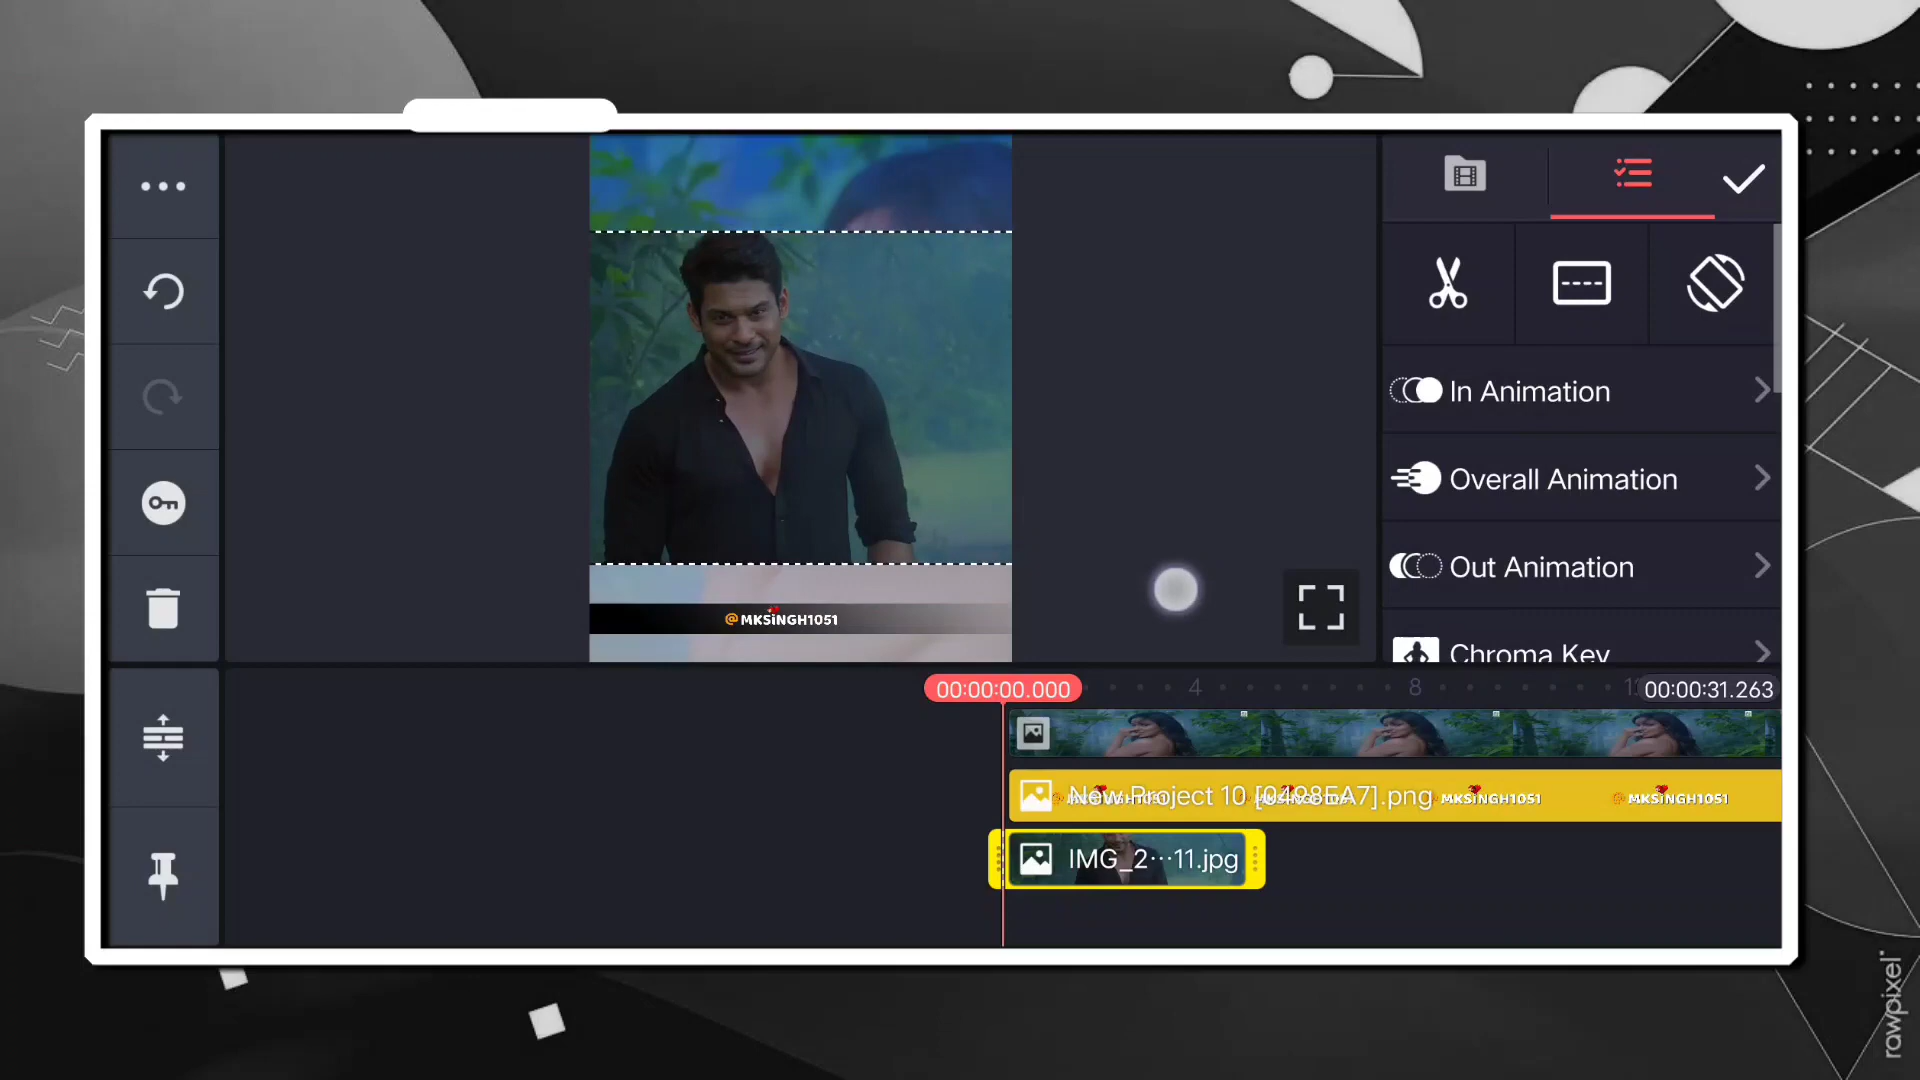 In Animation
Overall Animation
Out Animation
Chroma Key
@MKSiNGH1051
00:00:00.000
4
8
00:00:31.263
New Project 10 [0498EA7].png
MKSiNGH1051
MKSiNGH1051
IMG_2···11.jpg
rawpixel